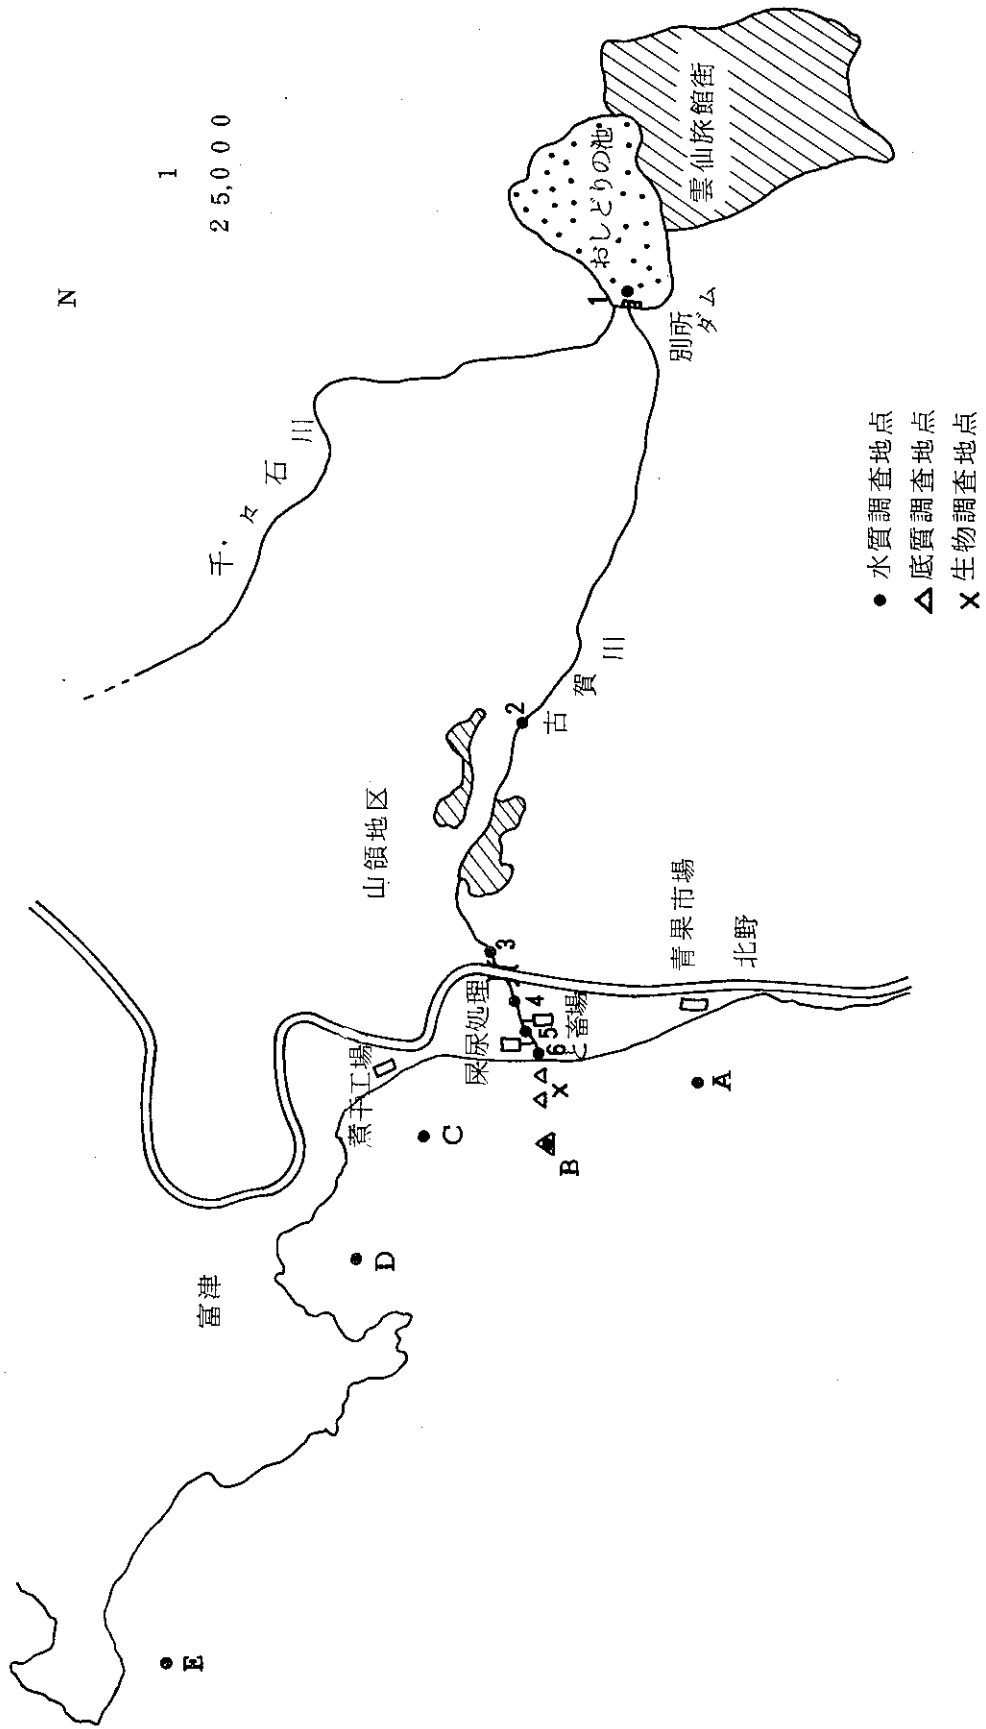 N
1
25,000
千々石川
おしどりの池
雲仙旅館街
1
別所
ダム
山領地区
2
古賀川
3
4
5
6
屎尿処理
と畜場
煮干工場
青果市場
北野
富津
A
B
C
D
E
● 水質調査地点
△ 底質調査地点
× 生物調査地点